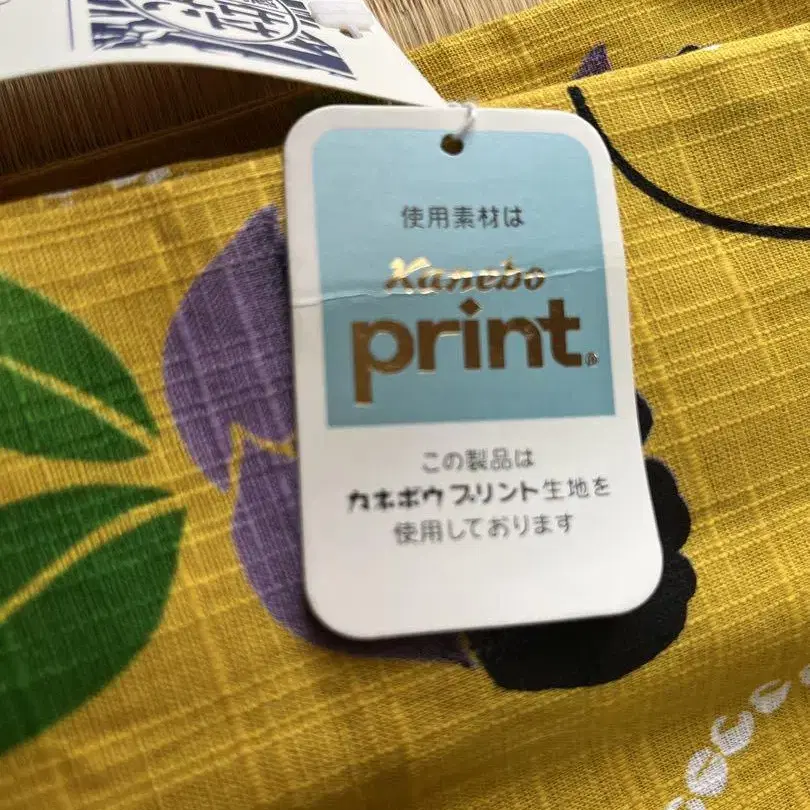 使用素材は
Kanebo
print®
この製品は
カネボウプリント生地を
使用しております